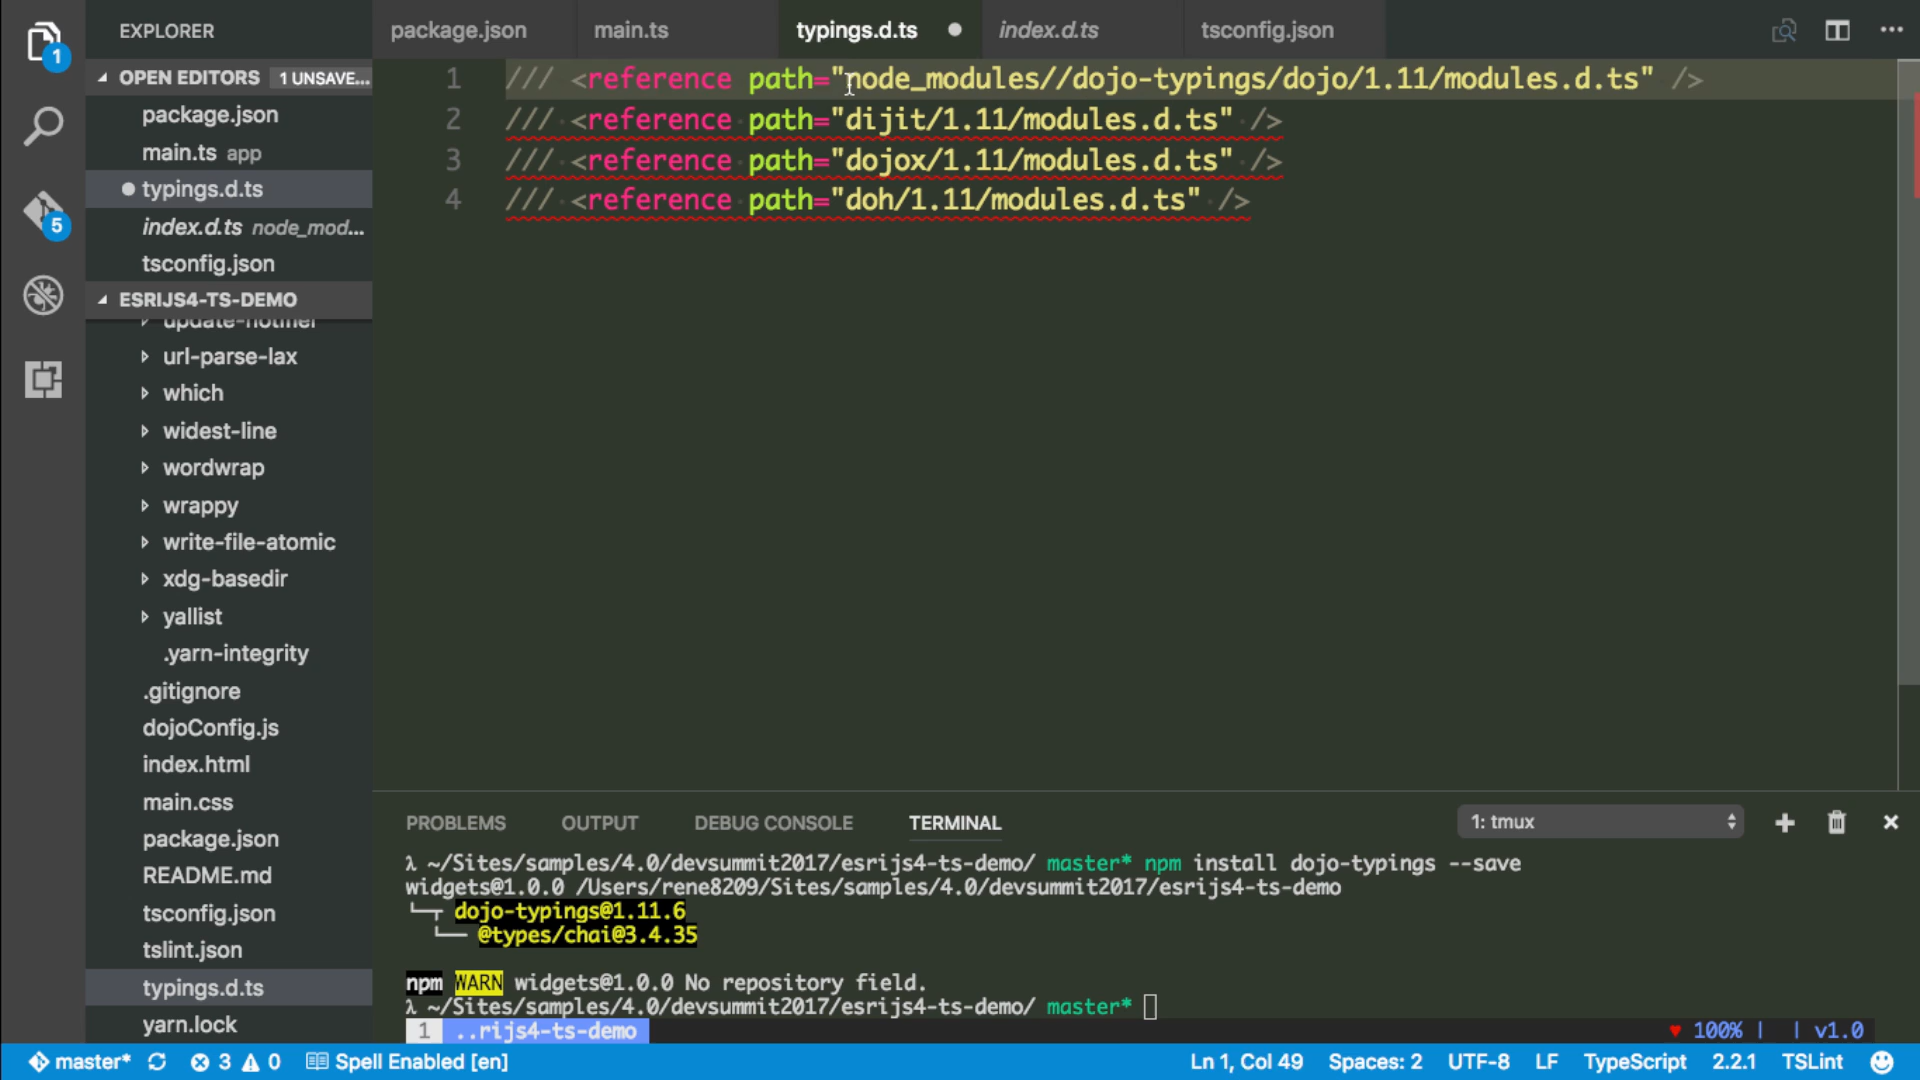 EXPLORER
OPEN EDITORS 1 UNSAVE...
package.json
main.ts app
typings.d.ts
index.d.ts node_mod...
tsconfig.json
ESRIJS4-TS-DEMO
update-notifier
url-parse-lax
which
widest-line
wordwrap
wrappy
write-file-atomic
xdg-basedir
yallist
.yarn-integrity
.gitignore
dojoConfig.js
index.html
main.css
package.json
README.md
tsconfig.json
tslint.json
typings.d.ts
yarn.lock
1
5
package.json main.ts typings.d.ts index.d.ts tsconfig.json
1 /// <reference path="node_modules//dojo-typings/dojo/1.11/modules.d.ts" />
2 /// <reference path="dijit/1.11/modules.d.ts" />
3 /// <reference path="dojox/1.11/modules.d.ts" />
4 /// <reference path="doh/1.11/modules.d.ts" />
PROBLEMS OUTPUT DEBUG CONSOLE TERMINAL 1: tmux
λ ~/Sites/samples/4.0/devsummit2017/esrijs4-ts-demo/ master* npm install dojo-typings --save
widgets@1.0.0 /Users/rene8209/Sites/samples/4.0/devsummit2017/esrijs4-ts-demo
└─┬ dojo-typings@1.11.6
└── @types/chai@3.4.35
npm WARN widgets@1.0.0 No repository field.
λ ~/Sites/samples/4.0/devsummit2017/esrijs4-ts-demo/ master*
1 ..rijs4-ts-demo ♥ 100% | | v1.0
master* 3 0 Spell Enabled [en] Ln 1, Col 49 Spaces: 2 UTF-8 LF TypeScript 2.2.1 TSLint